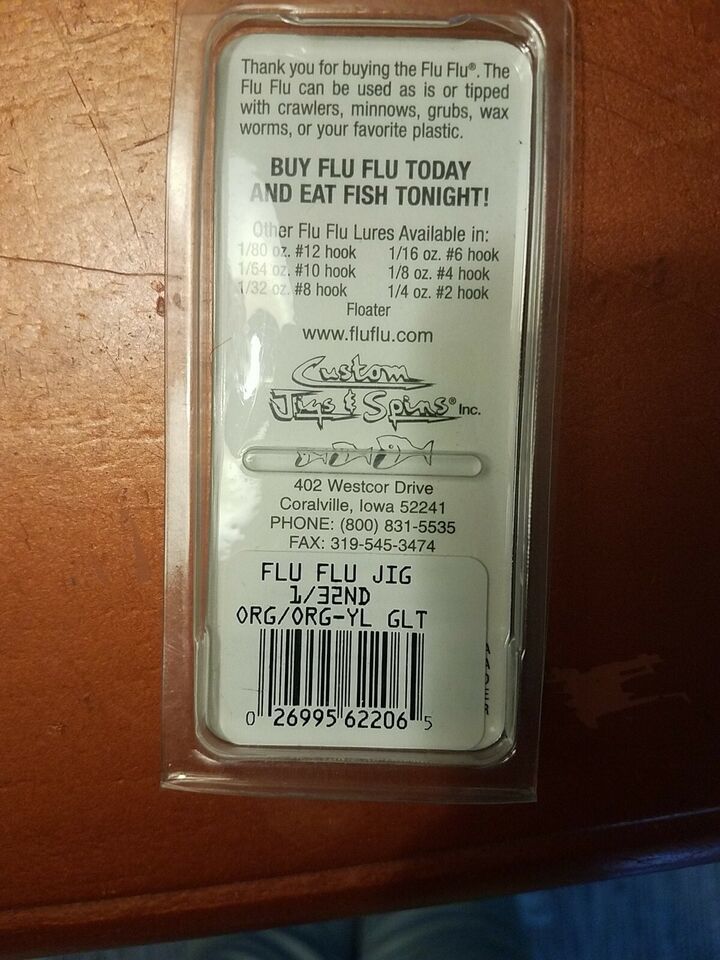 Thank you for buying the Flu Flu®. The
Flu Flu can be used as is or tipped
with crawlers, minnows, grubs, wax
worms, or your favorite plastic.
BUY FLU FLU TODAY
AND EAT FISH TONIGHT!
Other Flu Flu Lures Available in:
1/80 oz. #12 hook 1/16 oz. #6 hook
1/64 oz. #10 hook 1/8 oz. #4 hook
1/32 oz. #8 hook 1/4 oz. #2 hook
Floater
www.fluflu.com
Custom
Jigs & Spins® Inc.
402 Westcor Drive
Coralville, Iowa 52241
PHONE: (800) 831-5535
FAX: 319-545-3474
FLU FLU JIG
1/32ND
ORG/ORG-YL GLT
0 26995 62206 5